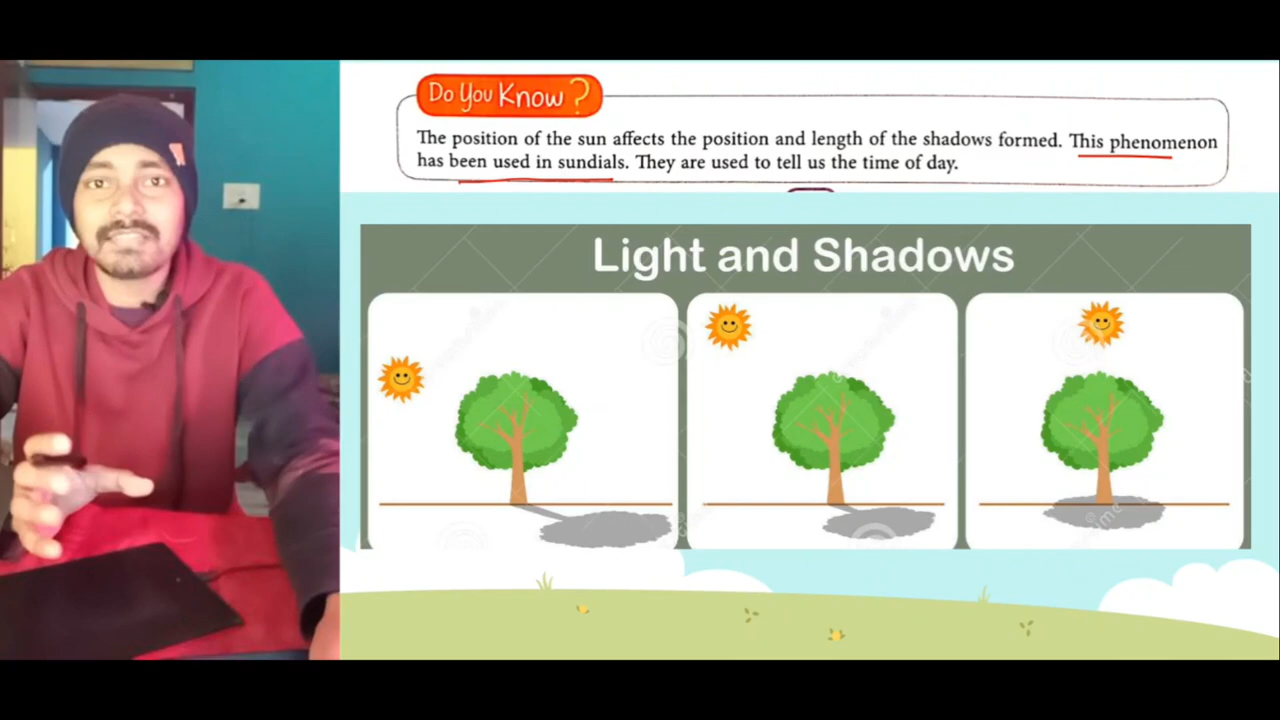 Do You Know ?
The position of the sun affects the position and length of the shadows formed. This phenomenon
has been used in sundials. They are used to tell us the time of day.
Light and Shadows